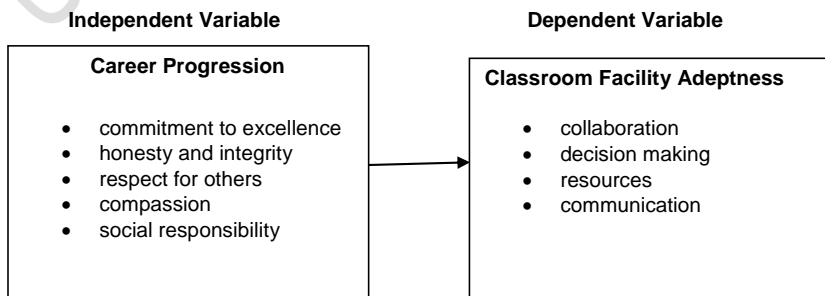 Independent Variable
Dependent Variable
Career Progression
• commitment to excellence
• honesty and integrity
• respect for others
• compassion
• social responsibility
Classroom Facility Adeptness
• collaboration
• decision making
• resources
• communication